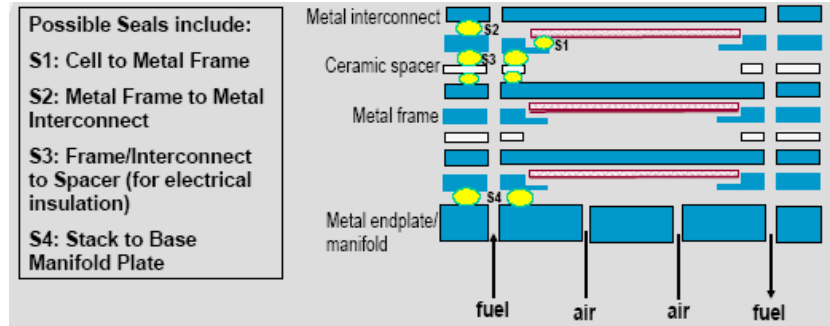 Possible Seals include:
S1: Cell to Metal Frame
S2: Metal Frame to Metal
Interconnect
S3: Frame/Interconnect
to Spacer (for electrical
insulation)
S4: Stack to Base
Manifold Plate
Metal interconnect
S2
S1
Ceramic spacer
S3
Metal frame
S4
Metal endplate/
manifold
fuel
air
air
fuel